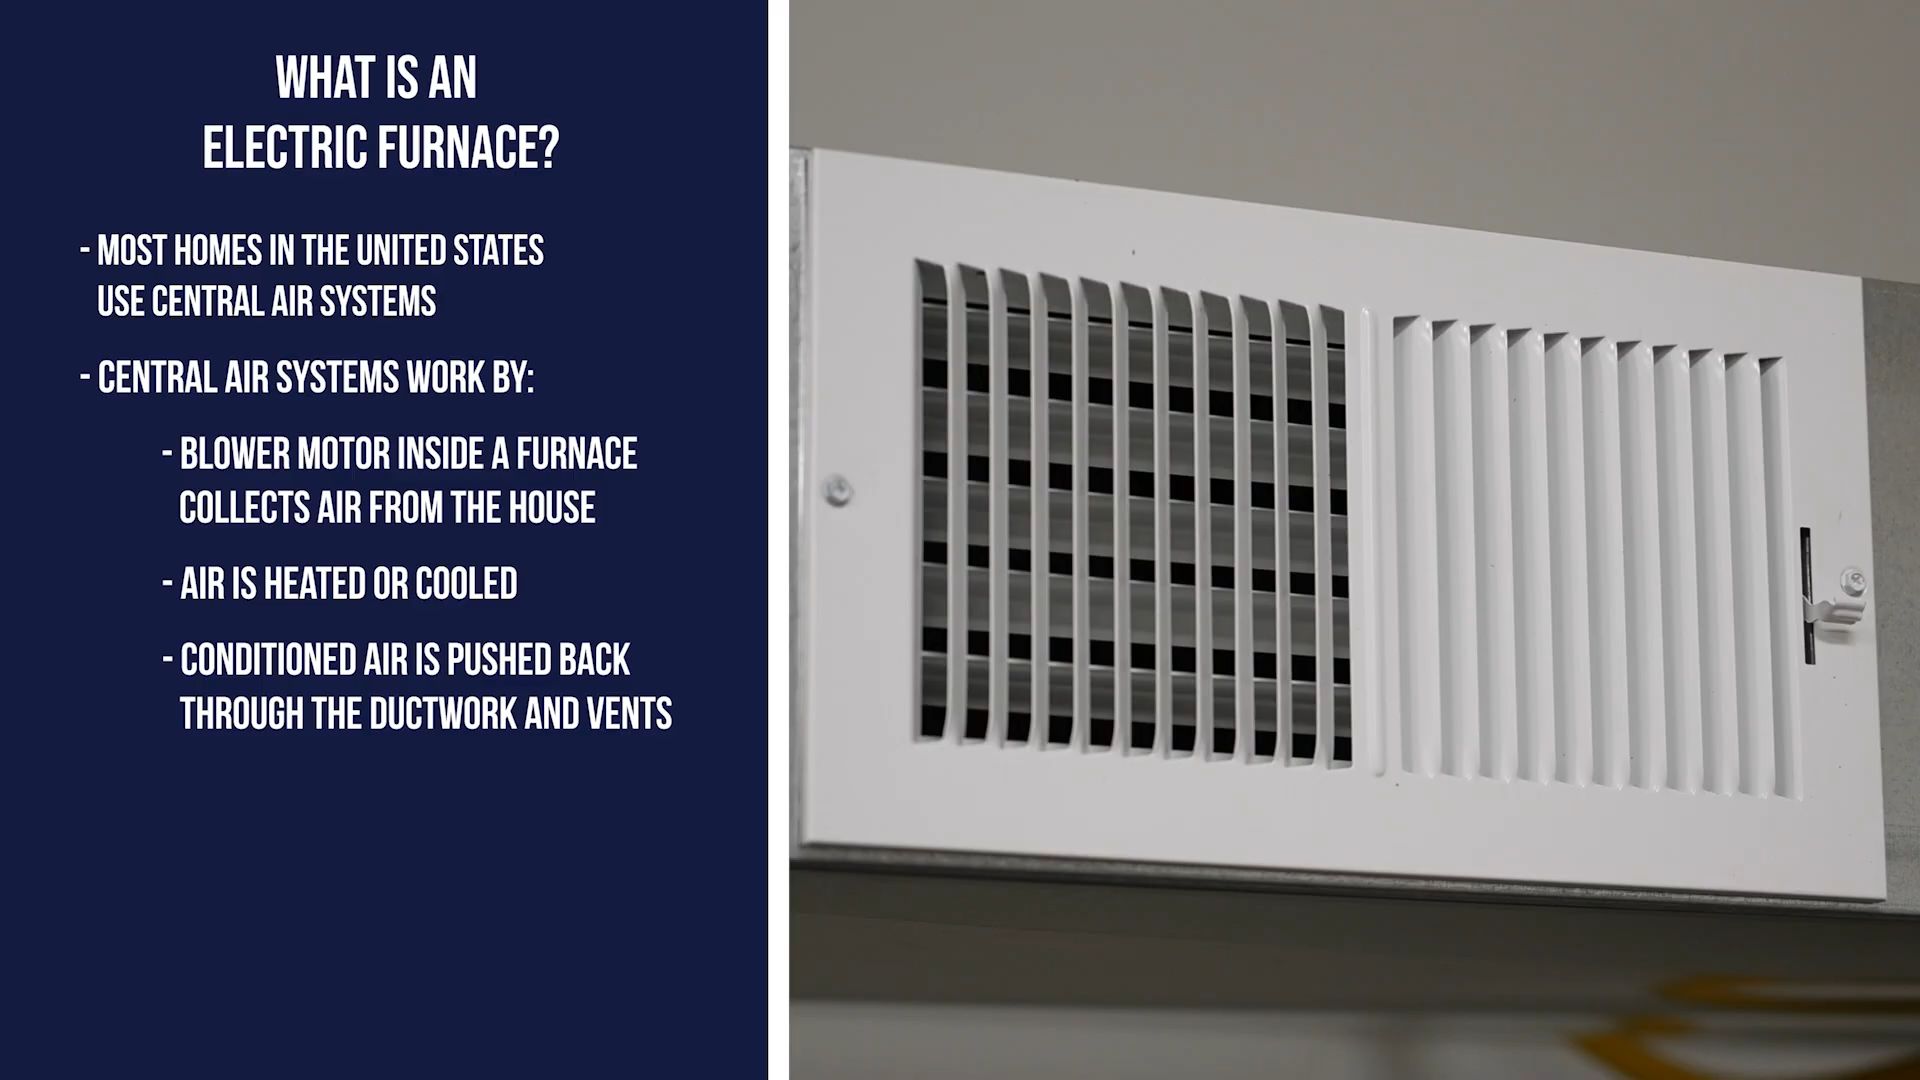 WHAT IS AN
ELECTRIC FURNACE?
- MOST HOMES IN THE UNITED STATES
USE CENTRAL AIR SYSTEMS
- CENTRAL AIR SYSTEMS WORK BY:
- BLOWER MOTOR INSIDE A FURNACE
COLLECTS AIR FROM THE HOUSE
- AIR IS HEATED OR COOLED
- CONDITIONED AIR IS PUSHED BACK
THROUGH THE DUCTWORK AND VENTS